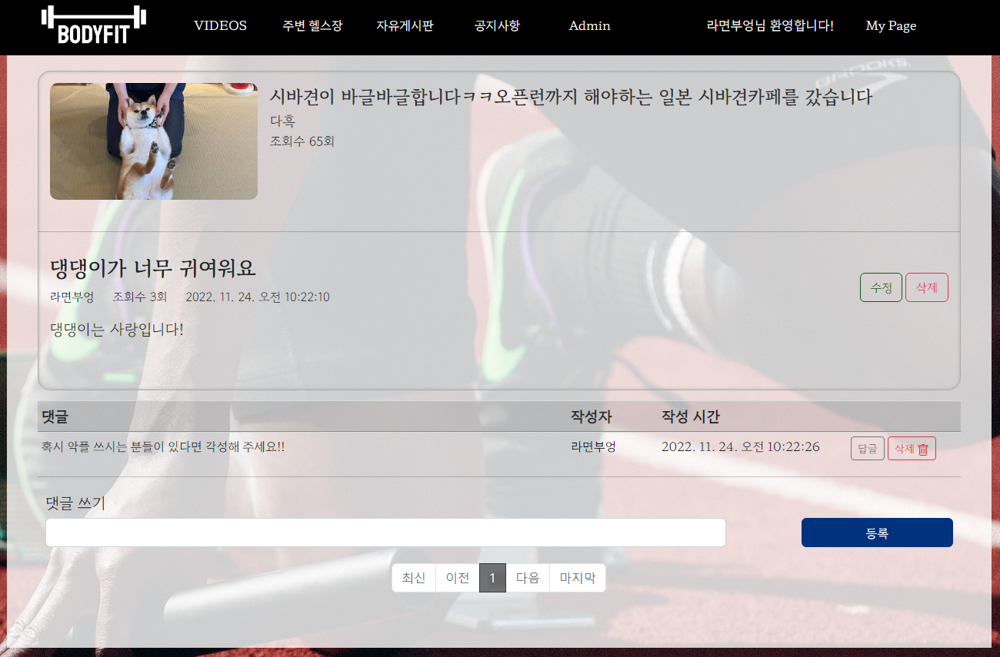 BODYFIT
VIDEOS 주변 헬스장 자유게시판 공지사항 Admin 라면부엉님 환영합니다! My Page
BROOKS
시바견이 바글바글합니다ㅋㅋ오픈런까지 해야하는 일본 시바견카페를 갔습니다
다흑
조회수 65회
댕댕이가 너무 귀여워요
라면부엉 조회수 3회 2022. 11. 24. 오전 10:22:10
수정 삭제
댕댕이는 사랑입니다!
댓글 작성자 작성 시간
혹시 악플 쓰시는 분들이 있다면 각성해 주세요!! 라면부엉 2022. 11. 24. 오전 10:22:26 답글 삭제
댓글 쓰기
등록
최신 이전 1 다음 마지막